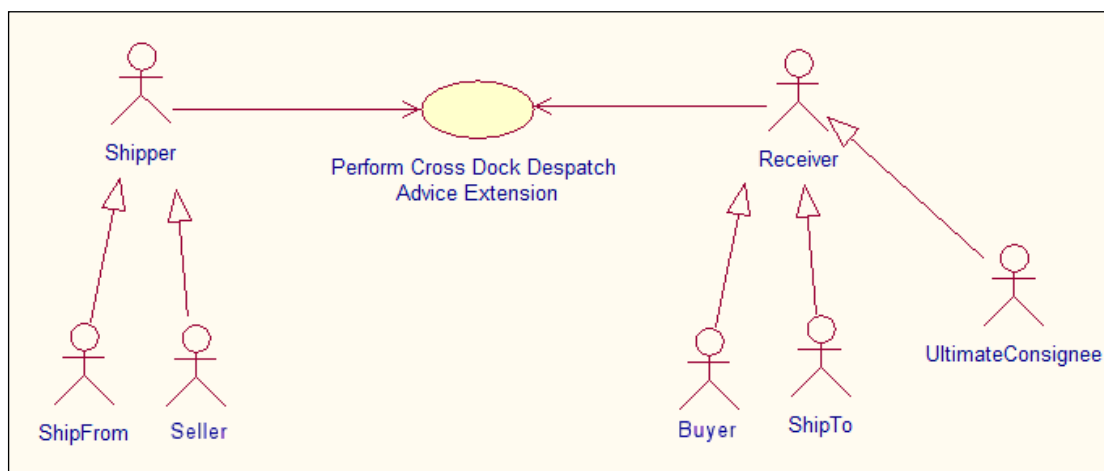 Shipper
Receiver
Perform Cross Dock Despatch
Advice Extension
UltimateConsignee
ShipFrom
Seller
Buyer
ShipTo